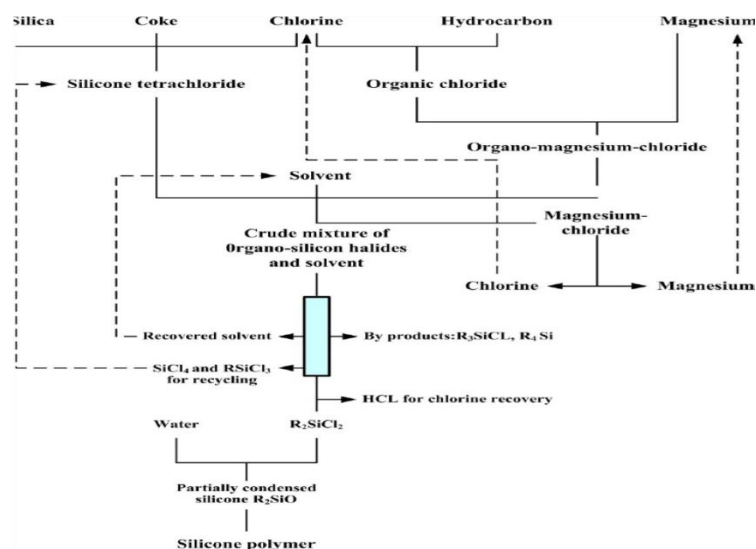 Silica Coke Chlorine Hydrocarbon Magnesium
Silicone tetrachloride Organic chloride
Organo-magnesium-chloride
Solvent
Magnesium-
chloride
Crude mixture of
0rgano-silicon halides
and solvent
Chlorine Magnesium
Recovered solvent By products:R₃SiCL, R₄ Si
SiCl₄ and RSiCl₃
for recycling
HCL for chlorine recovery
Water R₂SiCl₂
Partially condensed
silicone R₂SiO
Silicone polymer